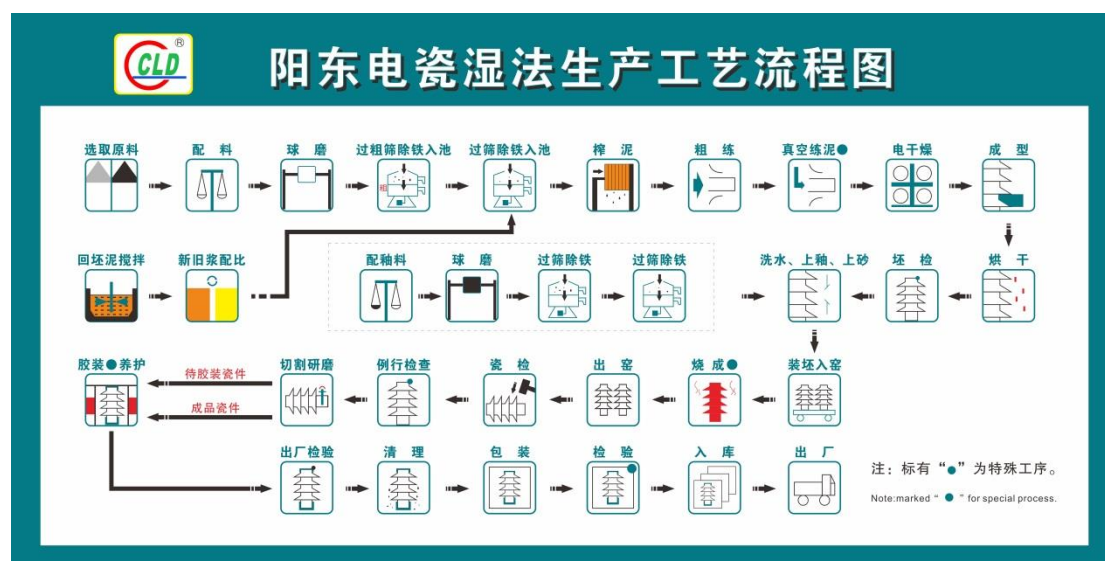 CLD®
阳东电瓷湿法生产工艺流程图
选取原料 配料 球磨 过粗筛除铁入池 过筛除铁入池 榨泥 粗练 真空练泥● 电干燥 成型
粗
回坯泥搅拌 新旧浆配比 配釉料 球磨 过筛除铁 过筛除铁 洗水、上釉、上砂 坯检 烘干
胶装●养护 待胶装瓷件 切割研磨 例行检查 瓷检 出窑 烧成● 装坯入窑
成品瓷件
出厂检验 清理 包装 检验 入库 出厂
注：标有“●”为特殊工序。
Note:marked “ ● ” for special process.